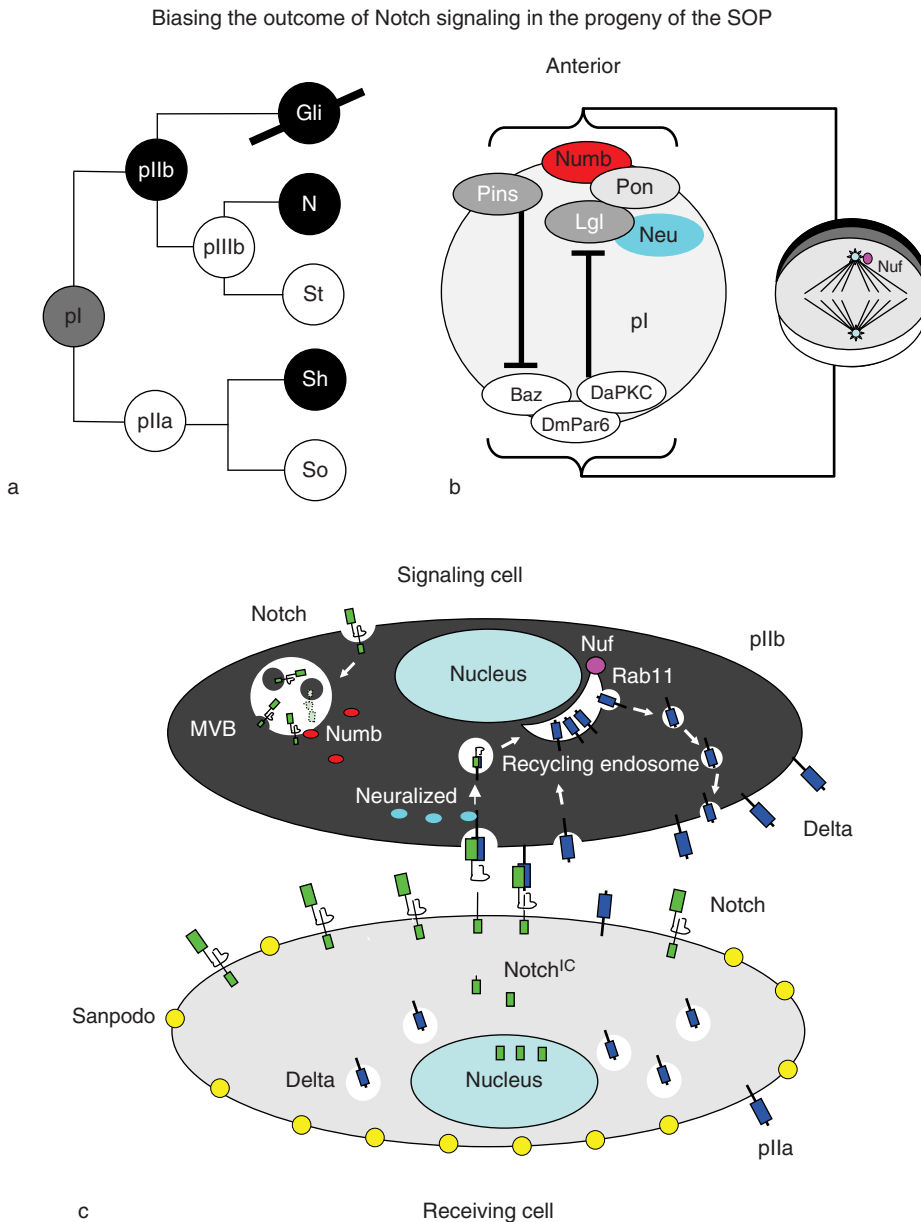 Biasing the outcome of Notch signaling in the progeny of the SOP
Gli
pIIb
N
pIIIb
St
pI
Sh
pIIa
So
a
Anterior
Numb
Pins
Pon
Lgl
Neu
Nuf
pI
Baz
DaPKC
DmPar6
b
Signaling cell
Notch
pIIb
Nuf
Nucleus
Rab11
MVB
Numb
Recycling endosome
Neuralized
Delta
Notch
Notch^IC
Sanpodo
Delta
Nucleus
pIIa
c
Receiving cell